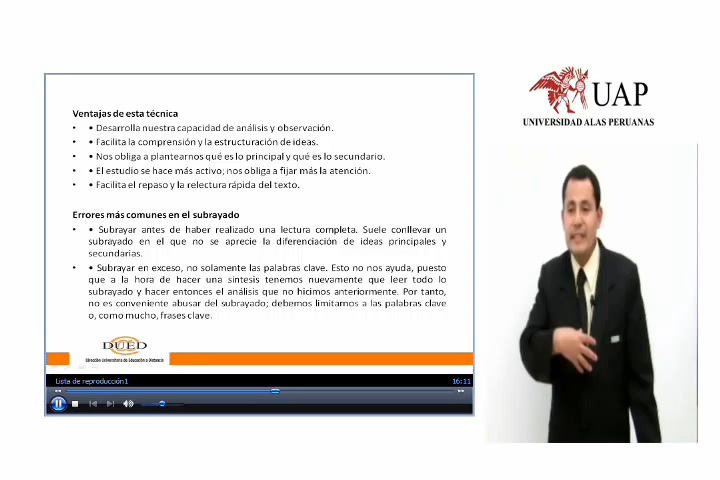 Ventajas de esta técnica
• • Desarrolla nuestra capacidad de análisis y observación.
• • Facilita la comprensión y la estructuración de ideas.
• • Nos obliga a plantearnos qué es lo principal y qué es lo secundario.
• • El estudio se hace más activo; nos obliga a fijar más la atención.
• • Facilita el repaso y la relectura rápida del texto.
Errores más comunes en el subrayado
• • Subrayar antes de haber realizado una lectura completa. Suele conllevar un
subrayado en el que no se aprecie la diferenciación de ideas principales y
secundarias.
• • Subrayar en exceso, no solamente las palabras clave. Esto no nos ayuda, puesto
que a la hora de hacer una síntesis tenemos nuevamente que leer todo lo
subrayado y hacer entonces el análisis que no hicimos anteriormente. Por tanto,
no es conveniente abusar del subrayado; debemos limitarnos a las palabras clave
o, como mucho, frases clave.
DUED
Dirección Universitaria de Educación a Distancia
Lista de reproducción1 16:11
UAP
UNIVERSIDAD ALAS PERUANAS